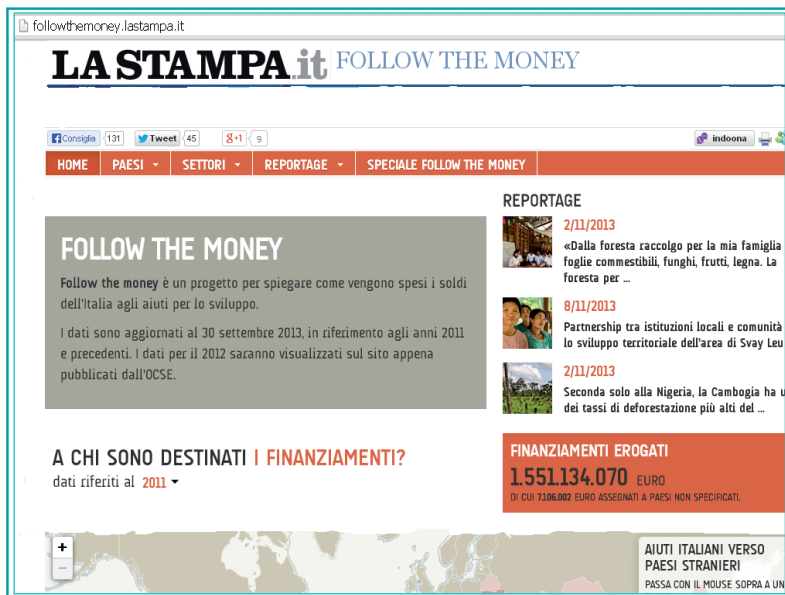 followthemoney.lastampa.it
LA STAMPA.it FOLLOW THE MONEY
Consiglia 131 Tweet 45 g+1 9 indoona
HOME PAESI SETTORI REPORTAGE SPECIALE FOLLOW THE MONEY
FOLLOW THE MONEY
Follow the money è un progetto per spiegare come vengono spesi i soldi
dell'Italia agli aiuti per lo sviluppo.
I dati sono aggiornati al 30 settembre 2013, in riferimento agli anni 2011
e precedenti. I dati per il 2012 saranno visualizzati sul sito appena
pubblicati dall'OCSE.
REPORTAGE
2/11/2013
«Dalla foresta raccolgo per la mia famiglia
foglie commestibili, funghi, frutti, legna. La
foresta per ...
8/11/2013
Partnership tra istituzioni locali e comunità
lo sviluppo territoriale dell'area di Svay Leu
2/11/2013
Seconda solo alla Nigeria, la Cambogia ha u
dei tassi di deforestazione più alti del ...
A CHI SONO DESTINATI I FINANZIAMENTI?
dati riferiti al 2011
FINANZIAMENTI EROGATI
1.551.134.070 EURO
DI CUI 7.106.002 EURO ASSEGNATI A PAESI NON SPECIFICATI.
+
−
AIUTI ITALIANI VERSO
PAESI STRANIERI
PASSA CON IL MOUSE SOPRA A UN